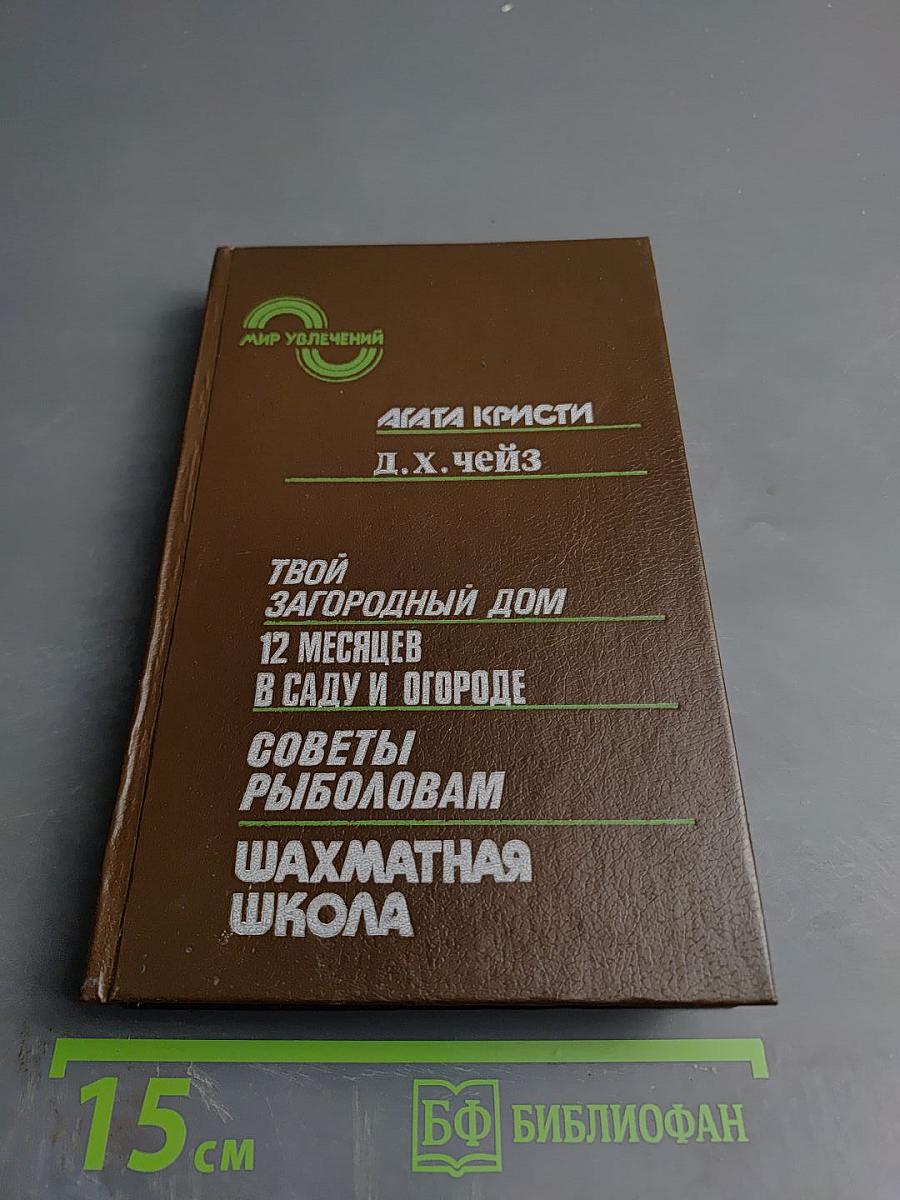 МИР УВЛЕЧЕНИЙ
АГАТА КРИСТИ
Д.Х.Чейз
ТВОЙ
ЗАГОРОДНЫЙ ДОМ
12 МЕСЯЦЕВ
В САДУ И ОГОРОДЕ
СОВЕТЫ
РЫБОЛОВАМ
ШАХМАТНАЯ
ШКОЛА
15 см
БФ БИБЛИОФАН